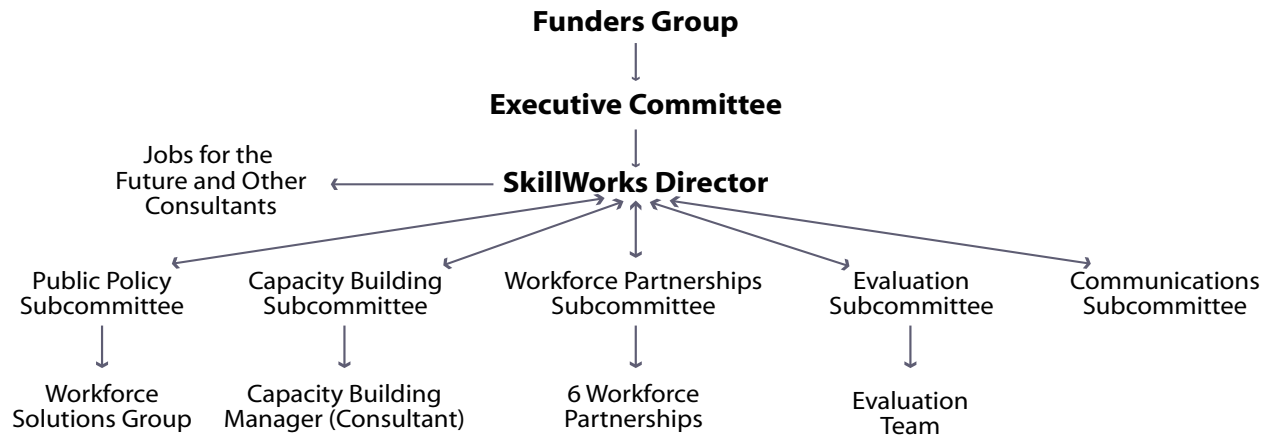 Funders Group
Executive Committee
Jobs for the
Future and Other
Consultants
SkillWorks Director
Public Policy
Subcommittee
Capacity Building
Subcommittee
Workforce Partnerships
Subcommittee
Evaluation
Subcommittee
Communications
Subcommittee
Workforce
Solutions Group
Capacity Building
Manager (Consultant)
6 Workforce
Partnerships
Evaluation
Team